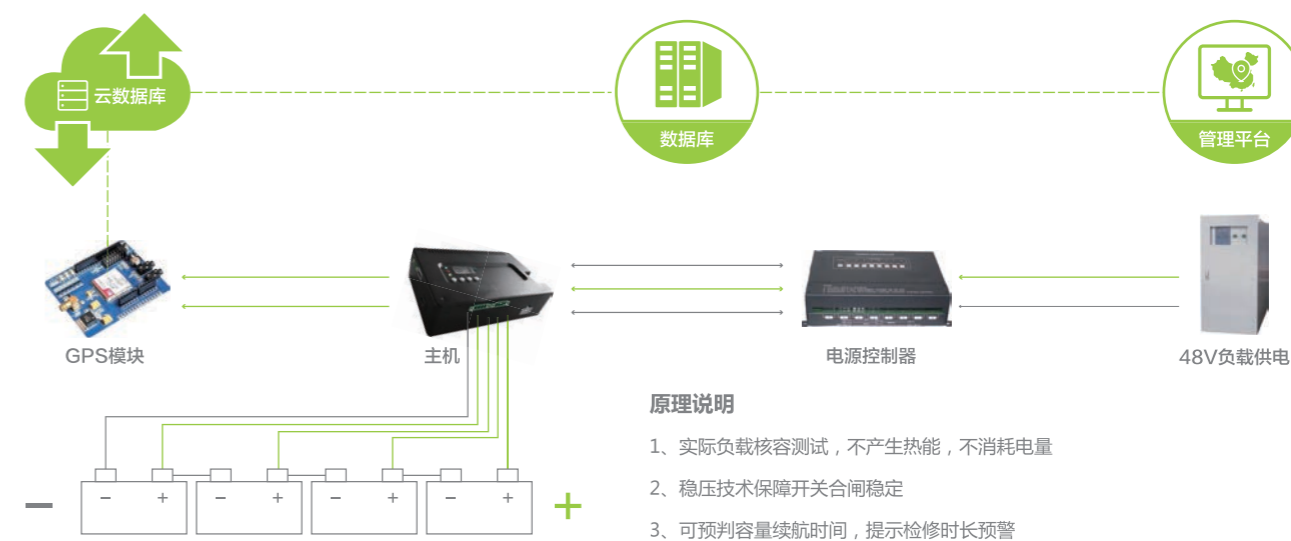 云数据库
数据库
管理平台
GPS模块
主机
电源控制器
48V负载供电
原理说明
1、实际负载核容测试，不产生热能，不消耗电量
2、稳压技术保障开关合闸稳定
3、可预判容量续航时间，提示检修时长预警
− + − + − + − +
− +